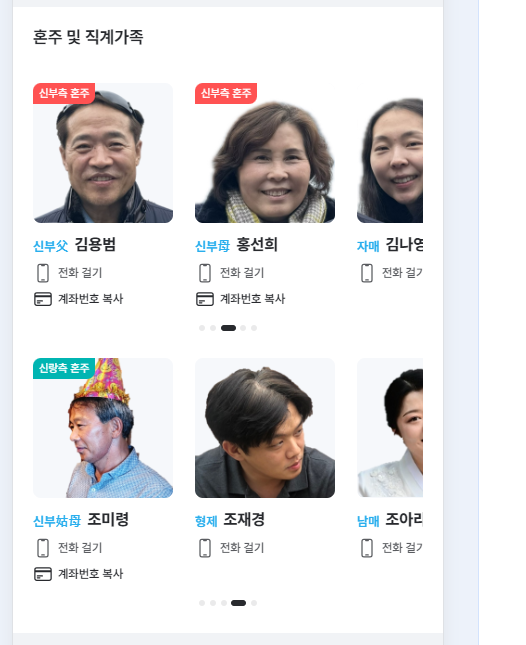 혼주 및 직계가족
신부측 혼주
신부측 혼주
신부父 김용범
신부母 홍선희
자매 김나영
전화 걸기
전화 걸기
전화 걸기
계좌번호 복사
계좌번호 복사
신랑측 혼주
신부姑母 조미령
형제 조재경
남매 조아라
전화 걸기
전화 걸기
전화 걸기
계좌번호 복사